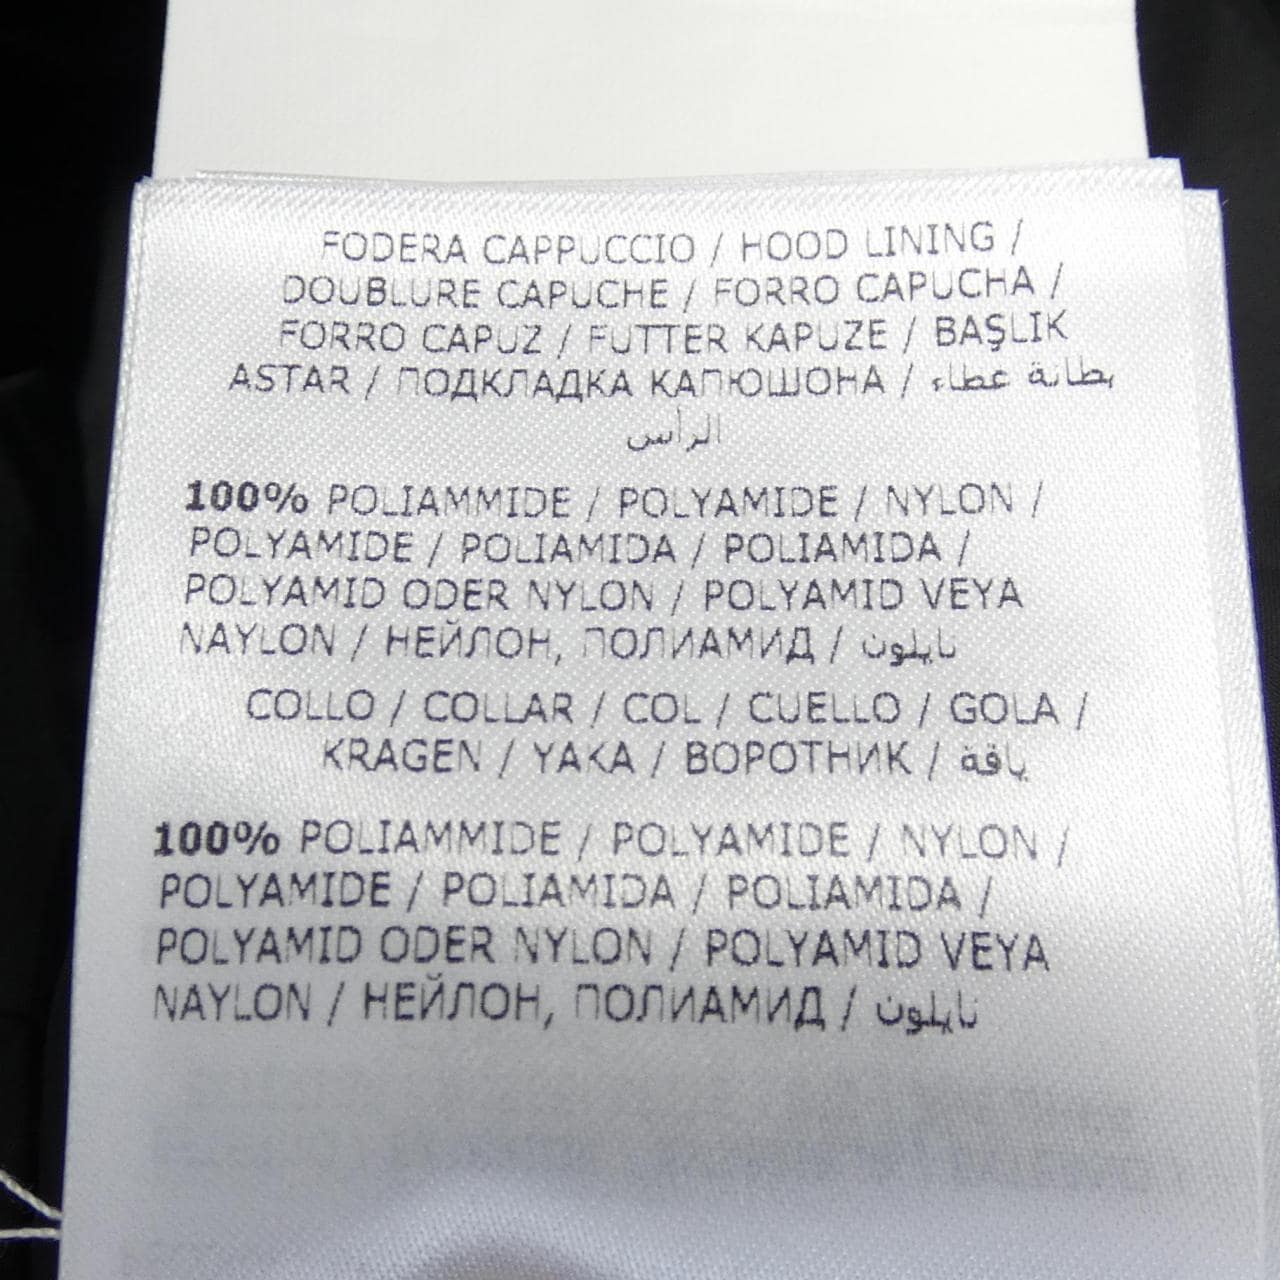 FODERA CAPPUCCIO / HOOD LINING /
DOUBLURE CAPUCHE / FORRO CAPUCHA /
FORRO CAPUZ / FUTTER KAPUZE / BAŞLIK
ASTAR / ПОДКЛАДКА КАПЮШОНА / بطانة غطاء
الرأس
100% POLIAMMIDE / POLYAMIDE / NYLON /
POLYAMIDE / POLIAMIDA / POLIAMIDA /
POLYAMID ODER NYLON / POLYAMID VEYA
NAYLON / НЕЙЛОН, ПОЛИАМИД / نايلون
COLLO / COLLAR / COL / CUELLO / GOLA /
KRAGEN / YAKA / ВОРОТНИК / ياقة
100% POLIAMMIDE / POLYAMIDE / NYLON /
POLYAMIDE / POLIAMIDA / POLIAMIDA /
POLYAMID ODER NYLON / POLYAMID VEYA
NAYLON / НЕЙЛОН, ПОЛИАМИД / نايلون